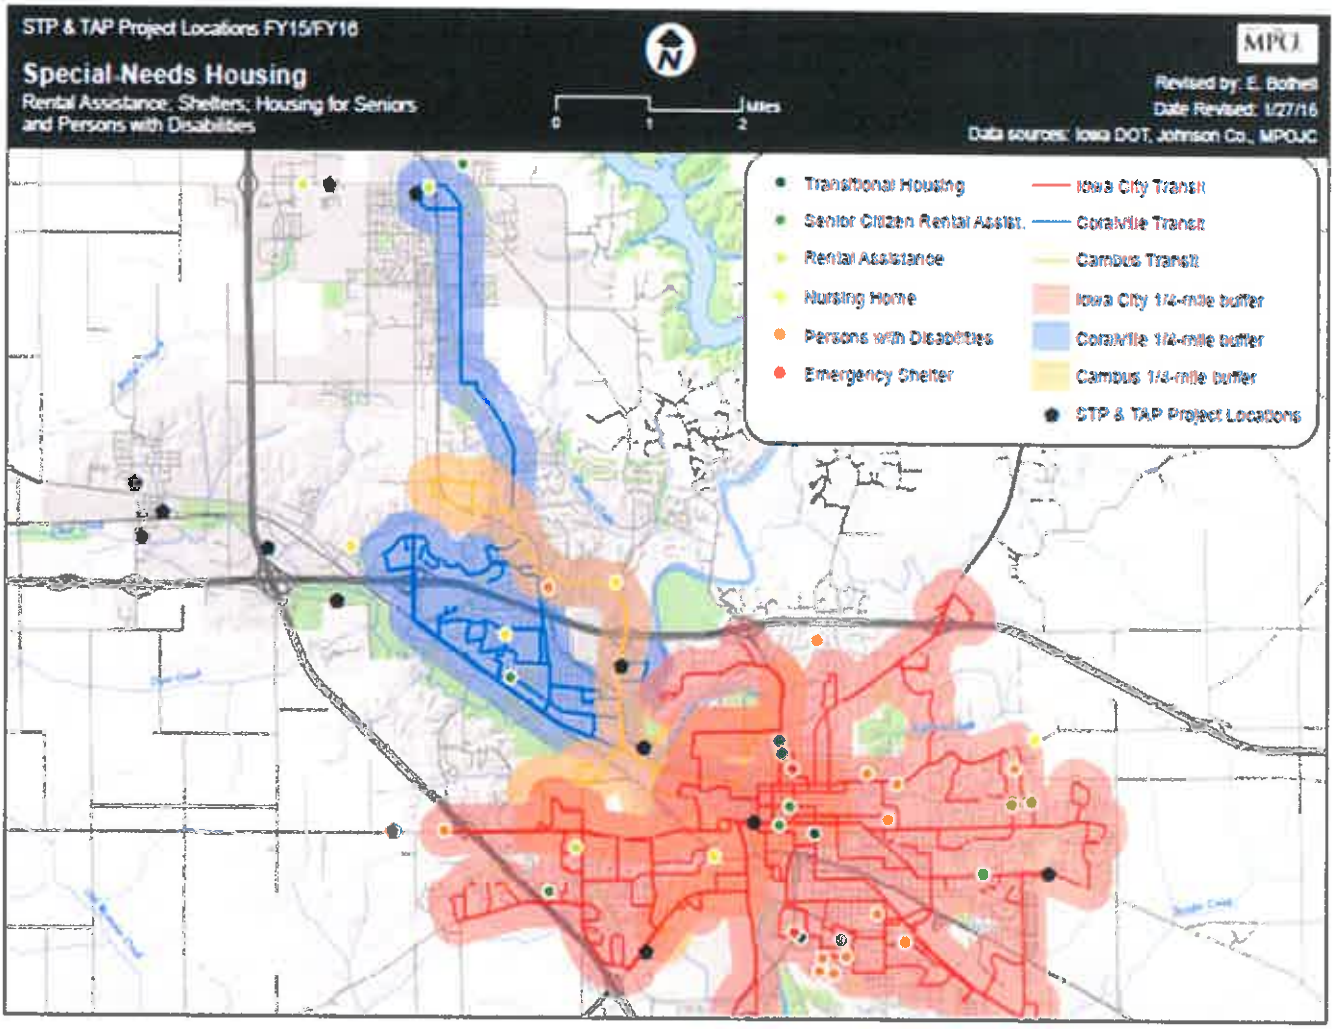 STP & TAP Project Locations FY15/FY16
Special Needs Housing
Rental Assistance, Shelters, Housing for Seniors
and Persons with Disabilities
N
Miles
0 1 2
Revised by: E. Bothell
Date Revised: 1/27/16
Data sources: Iowa DOT, Johnson Co., MPOJC
Transitional Housing
Senior Citizen Rental Assist.
Rental Assistance
Nursing Home
Persons with Disabilities
Emergency Shelter
Iowa City Transit
Coralville Transit
Cambus Transit
Iowa City 1/4-mile buffer
Coralville 1/4-mile buffer
Cambus 1/4-mile buffer
STP & TAP Project Locations